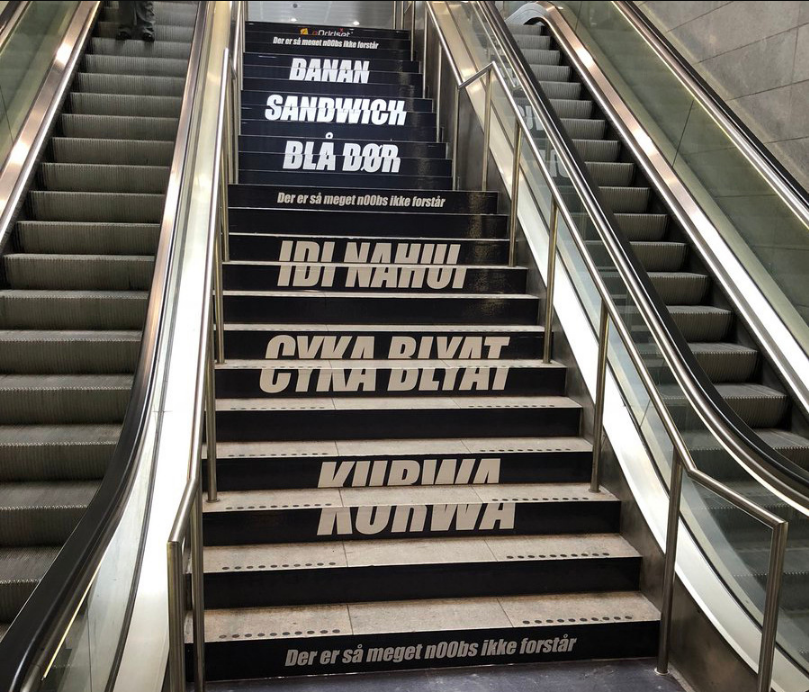 Der er så meget n00bs ikke forstår
BANAN
SANDWICH
BLÅ DØR
Der er så meget n00bs ikke forstår
IDI NAHUI
CYKA BLYAT
KURWA
Der er så meget n00bs ikke forstår